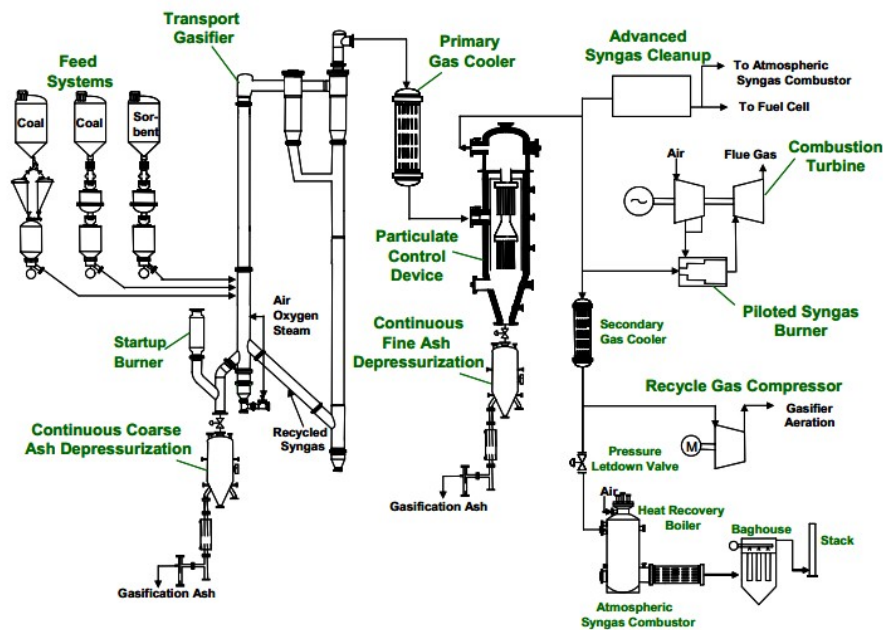 Transport
Gasifier
Feed
Systems
Coal
Coal
Sor-
bent
Primary
Gas Cooler
Advanced
Syngas Cleanup
To Atmospheric
Syngas Combustor
To Fuel Cell
Air
Flue Gas
Combustion
Turbine
Particulate
Control
Device
Piloted Syngas
Burner
Air
Oxygen
Steam
Startup
Burner
Continuous
Fine Ash
Depressurization
Secondary
Gas Cooler
Recycle Gas Compressor
Gasifier
Aeration
M
Recycled
Syngas
Continuous Coarse
Ash Depressurization
Pressure
Letdown Valve
Gasification Ash
Air
Heat Recovery
Boiler
Baghouse
Stack
Gasification Ash
Atmospheric
Syngas Combustor